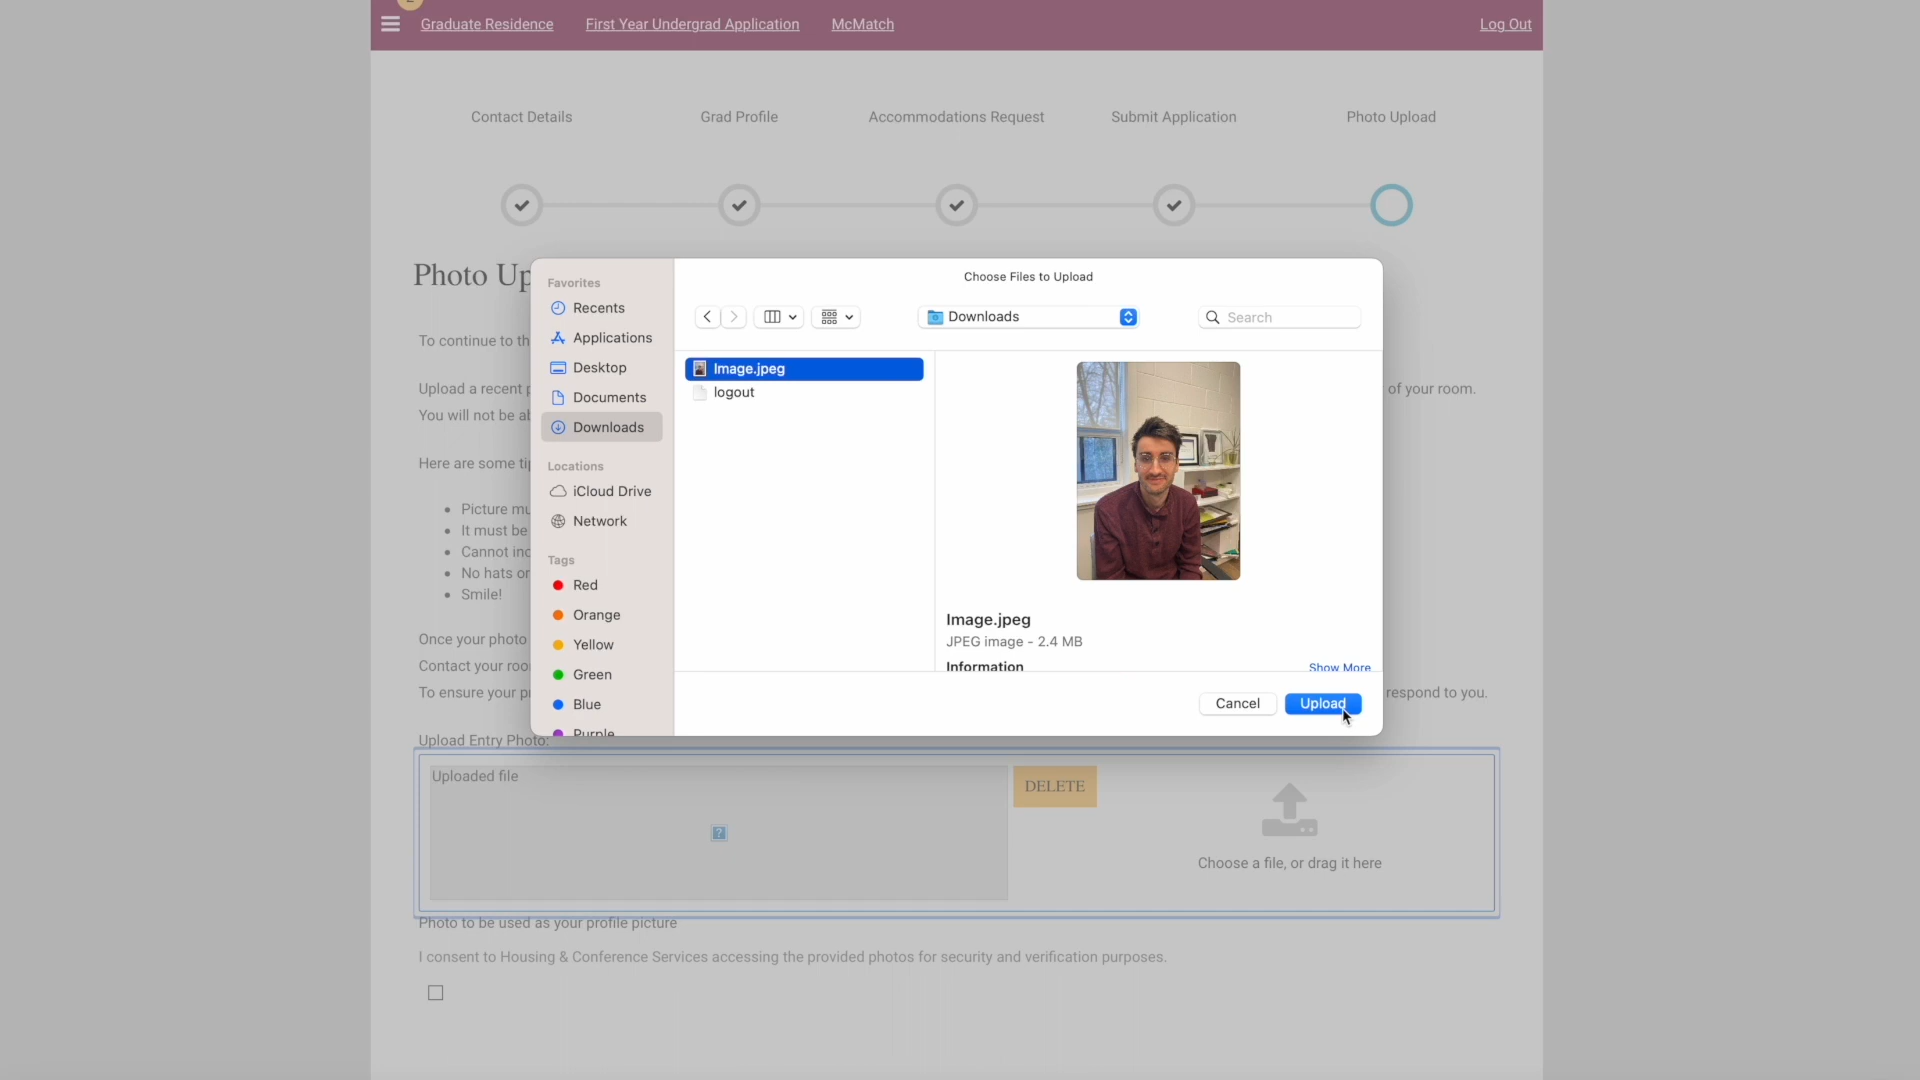 Graduate Residence First Year Undergrad Application McMatch Log Out
Contact Details Grad Profile Accommodations Request Submit Application Photo Upload
Photo Up
To continue to th
Upload a recent p
of your room.
You will not be ab
Here are some tip
Picture mu
It must be
Cannot inc
No hats or
Smile!
Once your photo
Contact your roo
To ensure your p
respond to you.
Favorites
Recents
Applications
Desktop
Documents
Downloads
Locations
iCloud Drive
Network
Tags
Red
Orange
Yellow
Green
Blue
Purple
Choose Files to Upload
Downloads
Search
Image.jpeg
logout
Image.jpeg
JPEG image - 2.4 MB
Information Show More
Cancel Upload
Upload Entry Photo:
Uploaded file
DELETE
?
Choose a file, or drag it here
Photo to be used as your profile picture
I consent to Housing & Conference Services accessing the provided photos for security and verification purposes.